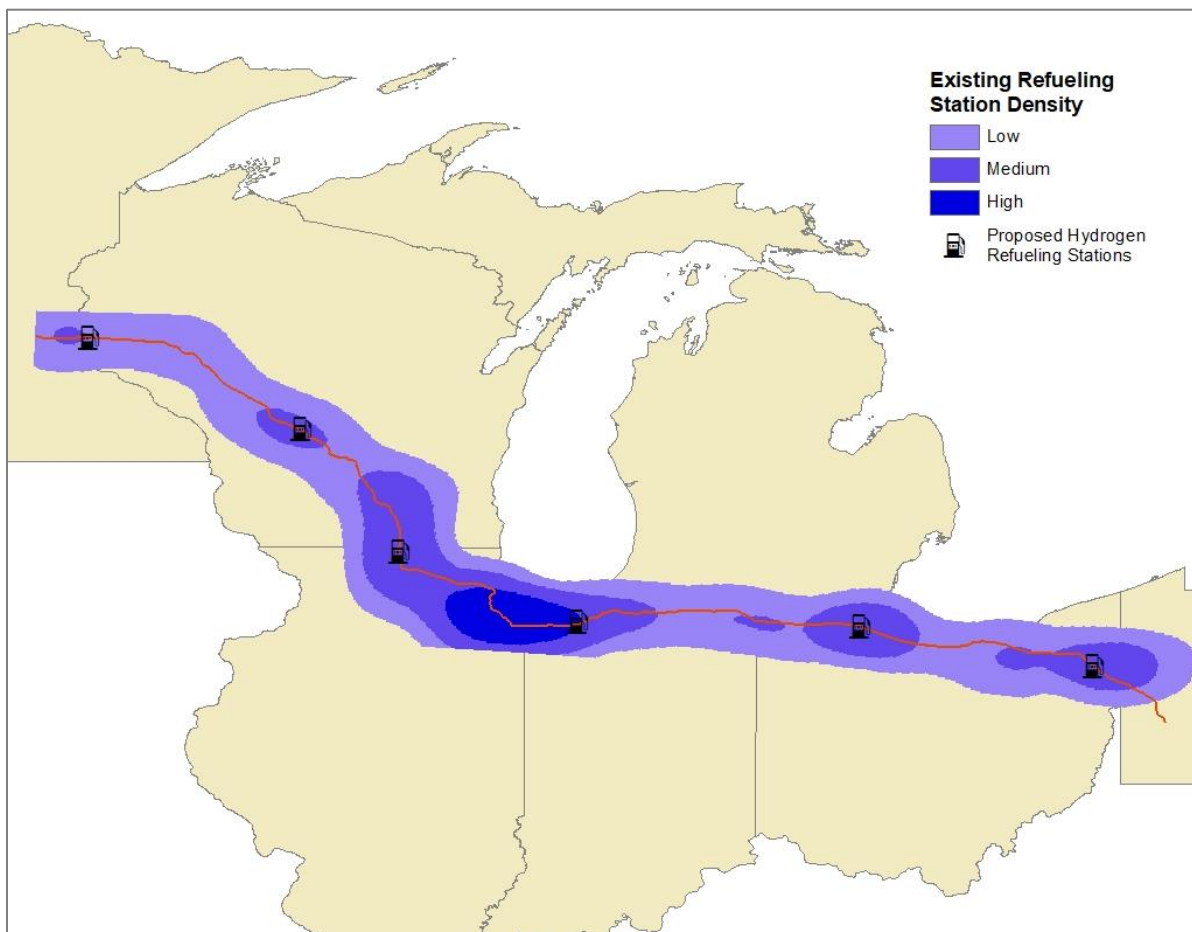 Existing Refueling
Station Density
Low
Medium
High
Proposed Hydrogen
Refueling Stations